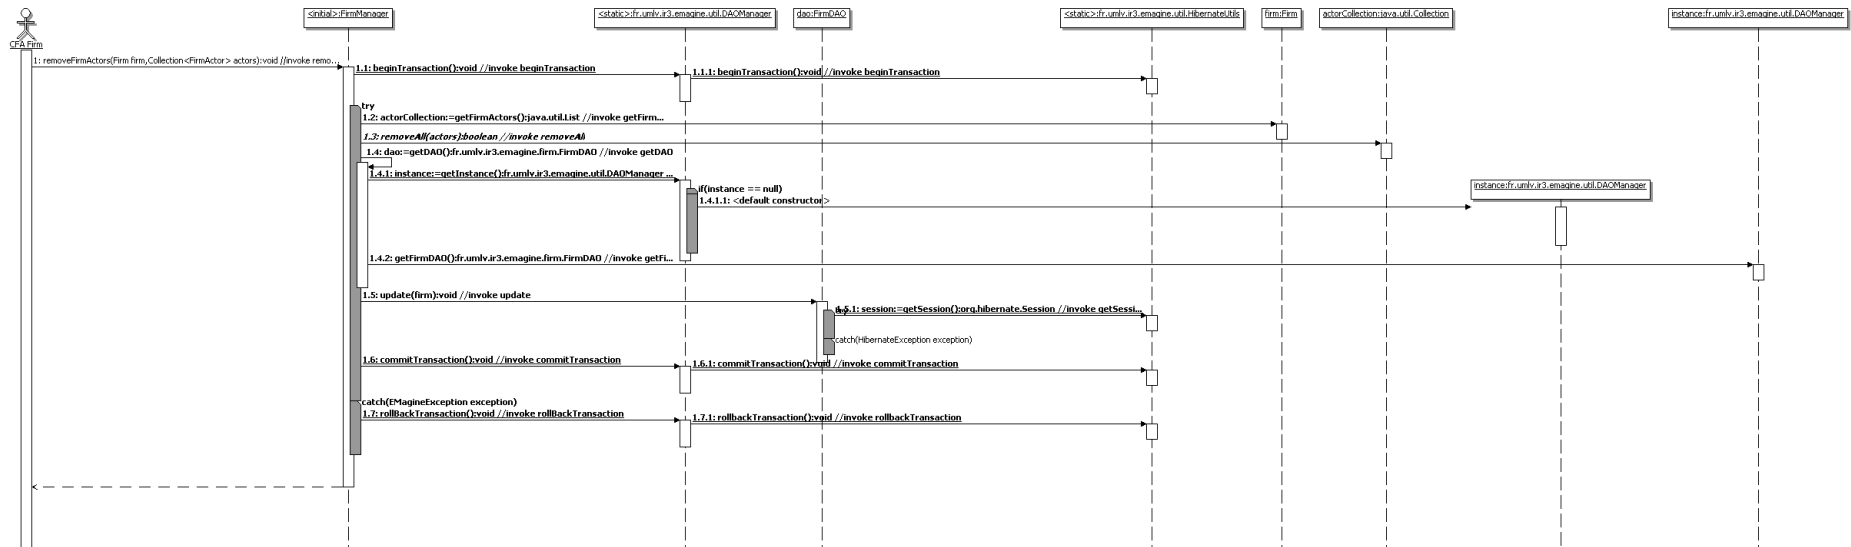 <initial>:FirmManager
<static>:fr.umlv.ir3.emagine.util.DAOManager
dao:FirmDAO
<static>:fr.umlv.ir3.emagine.util.HibernateUtils
firm:Firm
actorCollection:java.util.Collection
instance:fr.umlv.ir3.emagine.util.DAOManager
CFA Firm
1: removeFirmActors(Firm firm,Collection<FirmActor> actors):void //invoke remo...
1.1: beginTransaction():void //invoke beginTransaction
1.1.1: beginTransaction():void //invoke beginTransaction
try
1.2: actorCollection:=getFirmActors():java.util.List //invoke getFirm...
1.3: removeAll(actors):boolean //invoke removeAll
1.4: dao:=getDAO():fr.umlv.ir3.emagine.firm.FirmDAO //invoke getDAO
1.4.1: instance:=getInstance():fr.umlv.ir3.emagine.util.DAOManager ...
if(instance == null)
instance:fr.umlv.ir3.emagine.util.DAOManager
1.4.1.1: <default constructor>
1.4.2: getFirmDAO():fr.umlv.ir3.emagine.firm.FirmDAO //invoke getFi...
1.5: update(firm):void //invoke update
try
1.5.1: session:=getSession():org.hibernate.Session //invoke getSessi...
catch(HibernateException exception)
1.6: commitTransaction():void //invoke commitTransaction
1.6.1: commitTransaction():void //invoke commitTransaction
catch(EMagineException exception)
1.7: rollBackTransaction():void //invoke rollBackTransaction
1.7.1: rollbackTransaction():void //invoke rollbackTransaction